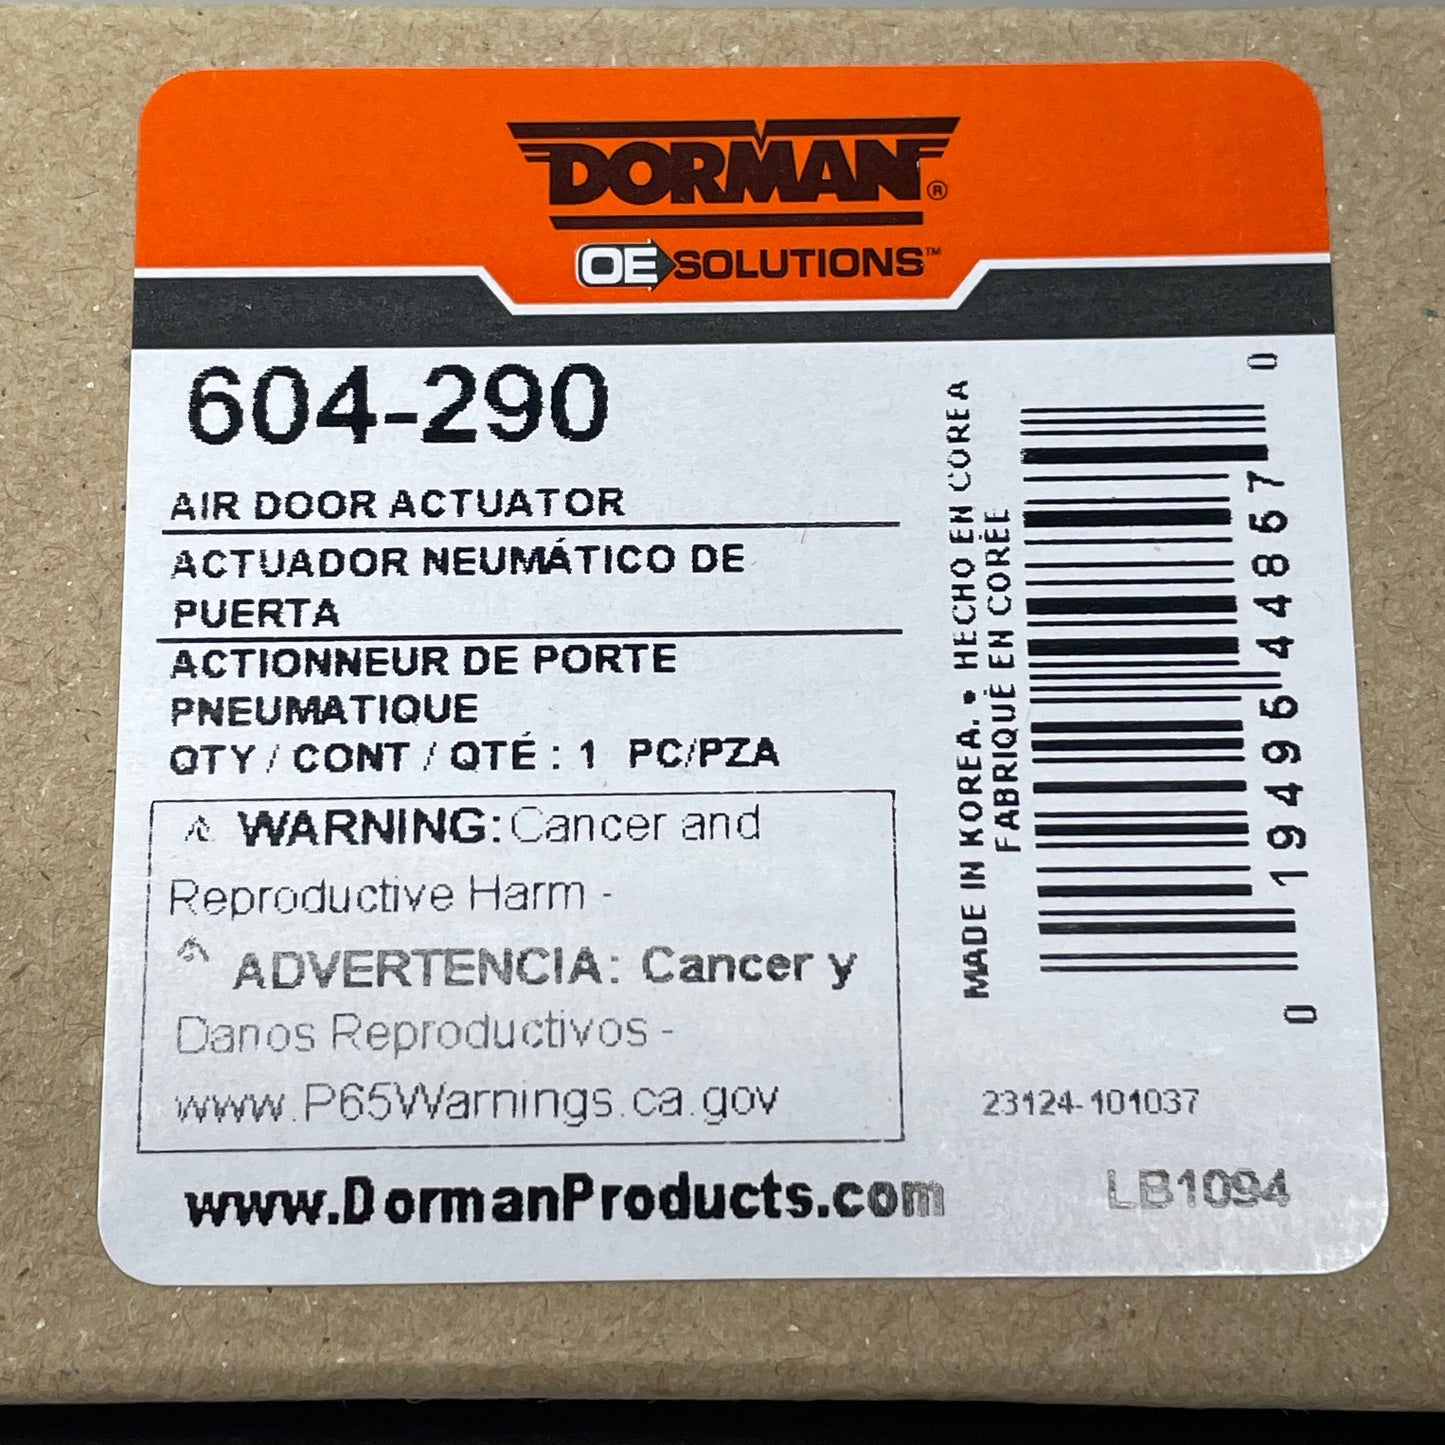 DORMAN®
OE SOLUTIONS™
604-290
AIR DOOR ACTUATOR
ACTUADOR NEUMÁTICO DE
PUERTA
ACTIONNEUR DE PORTE
PNEUMATIQUE
QTY / CONT / QTÉ : 1 PC/PZA
WARNING: Cancer and
Reproductive Harm -
ADVERTENCIA: Cancer y
Danos Reproductivos -
www.P65Warnings.ca.gov
www.DormanProducts.com
MADE IN KOREA. • HECHO EN COREA
FABRIQUÉ EN CORÉE
0 19495 44867 0
23124-101037
LB1094